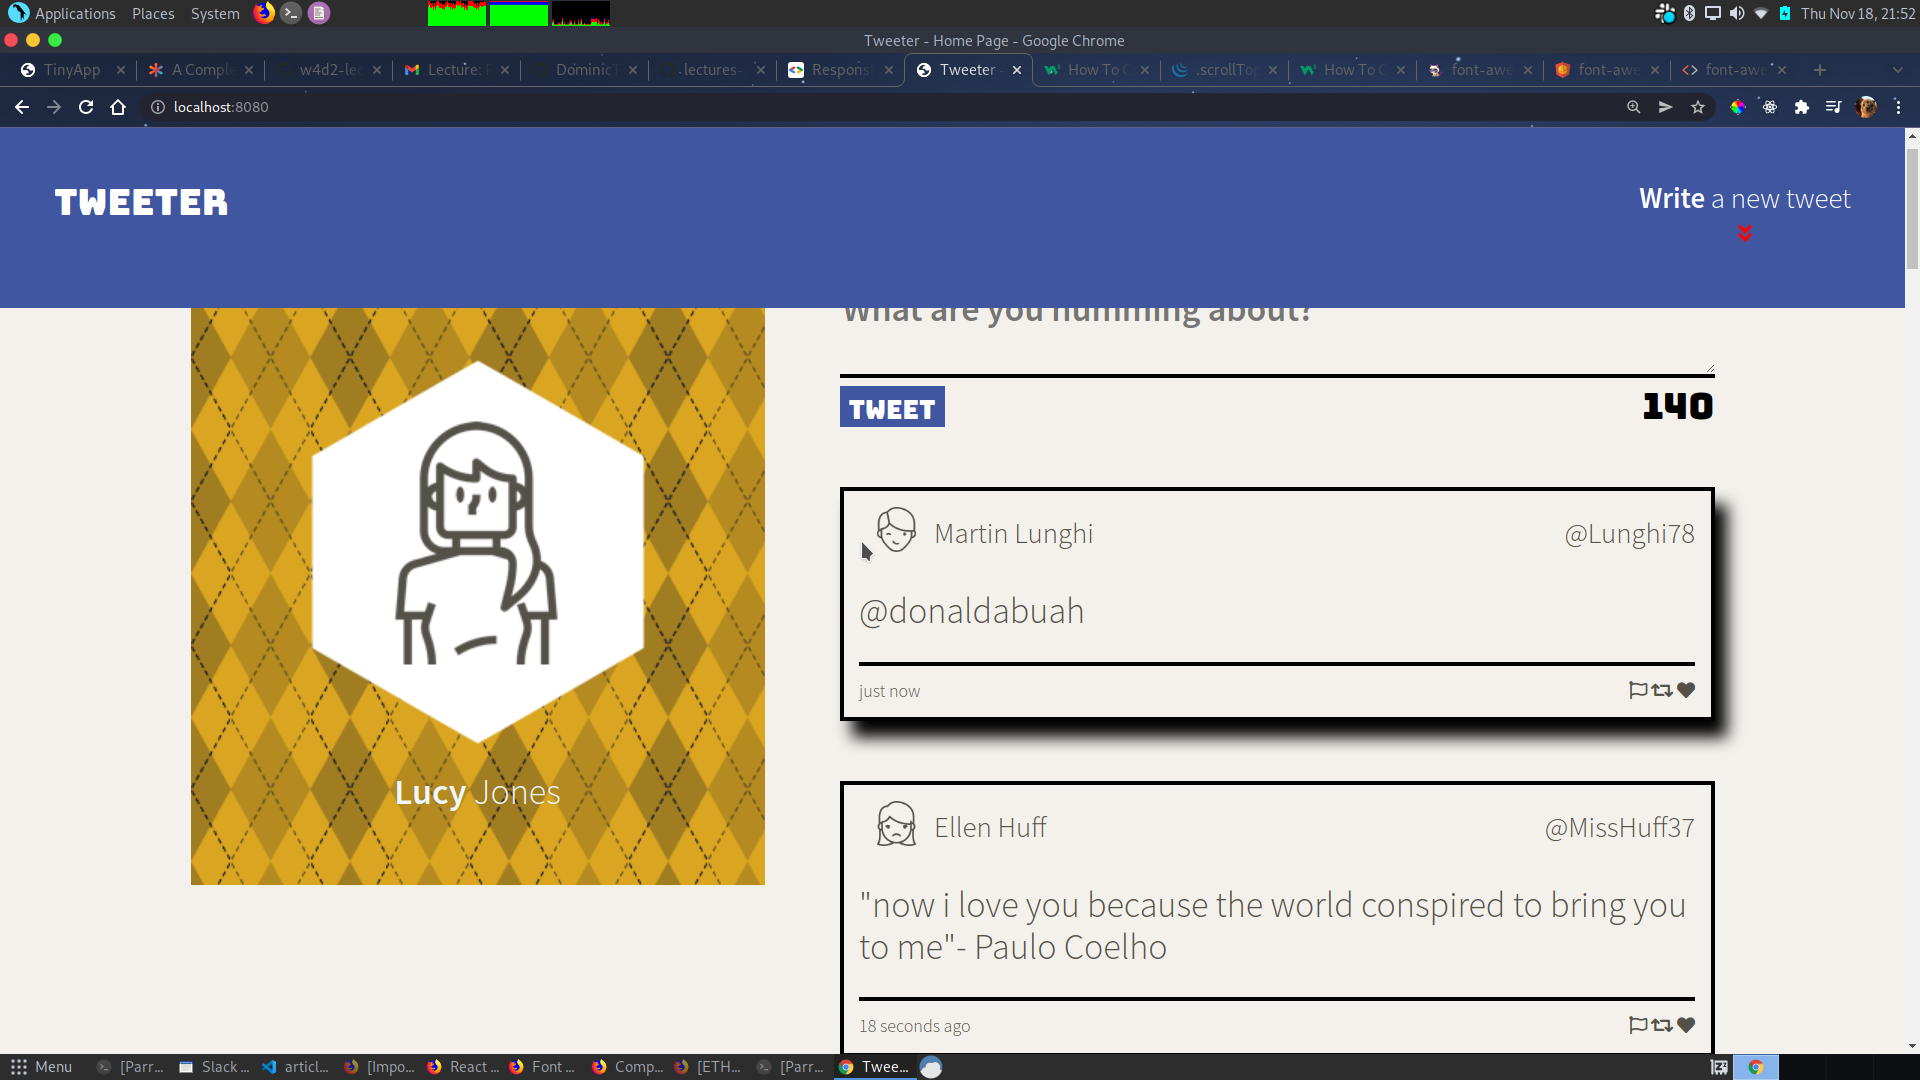 Applications Places System
Thu Nov 18, 21:52
Tweeter - Home Page - Google Chrome
TinyApp
A Comple
w4d2-lec
Lecture: 
DominicT
lectures-
Respons
Tweeter -
How To C
.scrollTop
How To C
font-awe
font-awe
font-awe
localhost:8080
TWEETER
Write a new tweet
What are you humming about?
TWEET
140
Martin Lunghi
@Lunghi78
@donaldabuah
just now
Lucy Jones
Ellen Huff
@MissHuff37
"now i love you because the world conspired to bring you
to me"- Paulo Coelho
18 seconds ago
Menu
[Parr...
Slack ...
articl...
[Impo...
React ...
Font ...
Comp...
[ETH...
[Parr...
Twee...